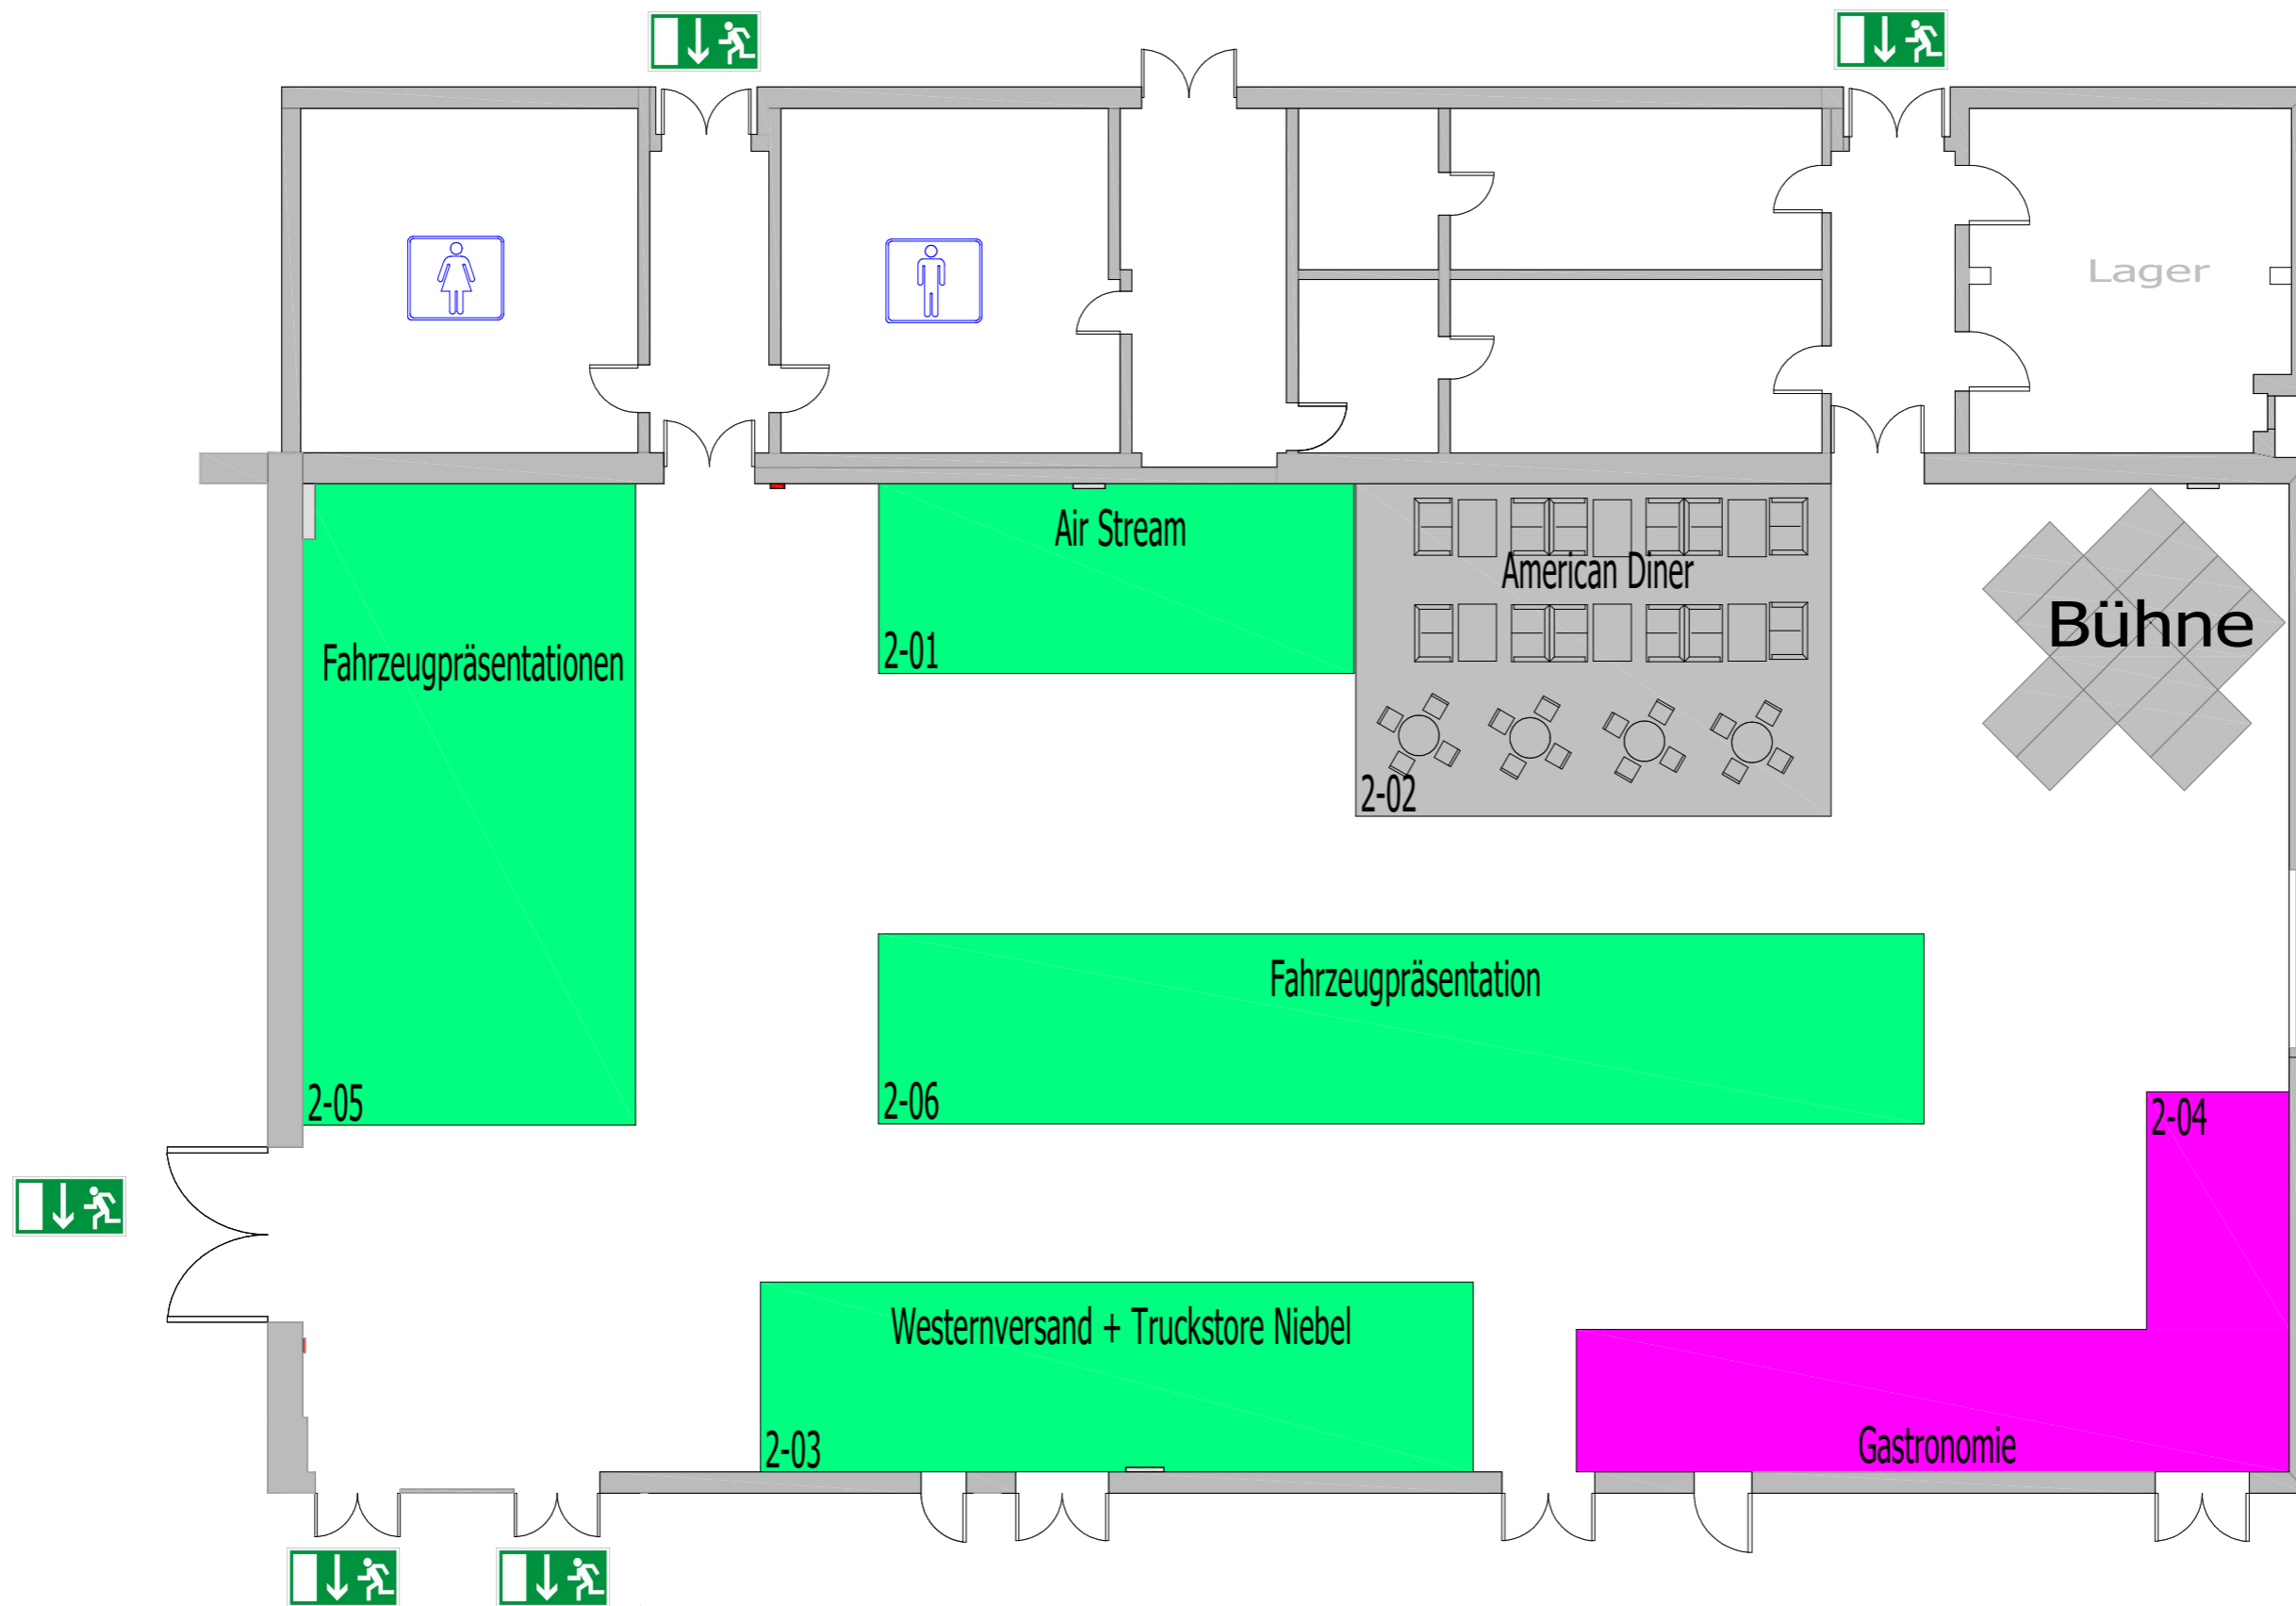 Lager
Air Stream
2-01
American Diner
2-02
Bühne
Fahrzeugpräsentationen
2-05
Fahrzeugpräsentation
2-06
2-04
Gastronomie
Westernversand + Truckstore Niebel
2-03